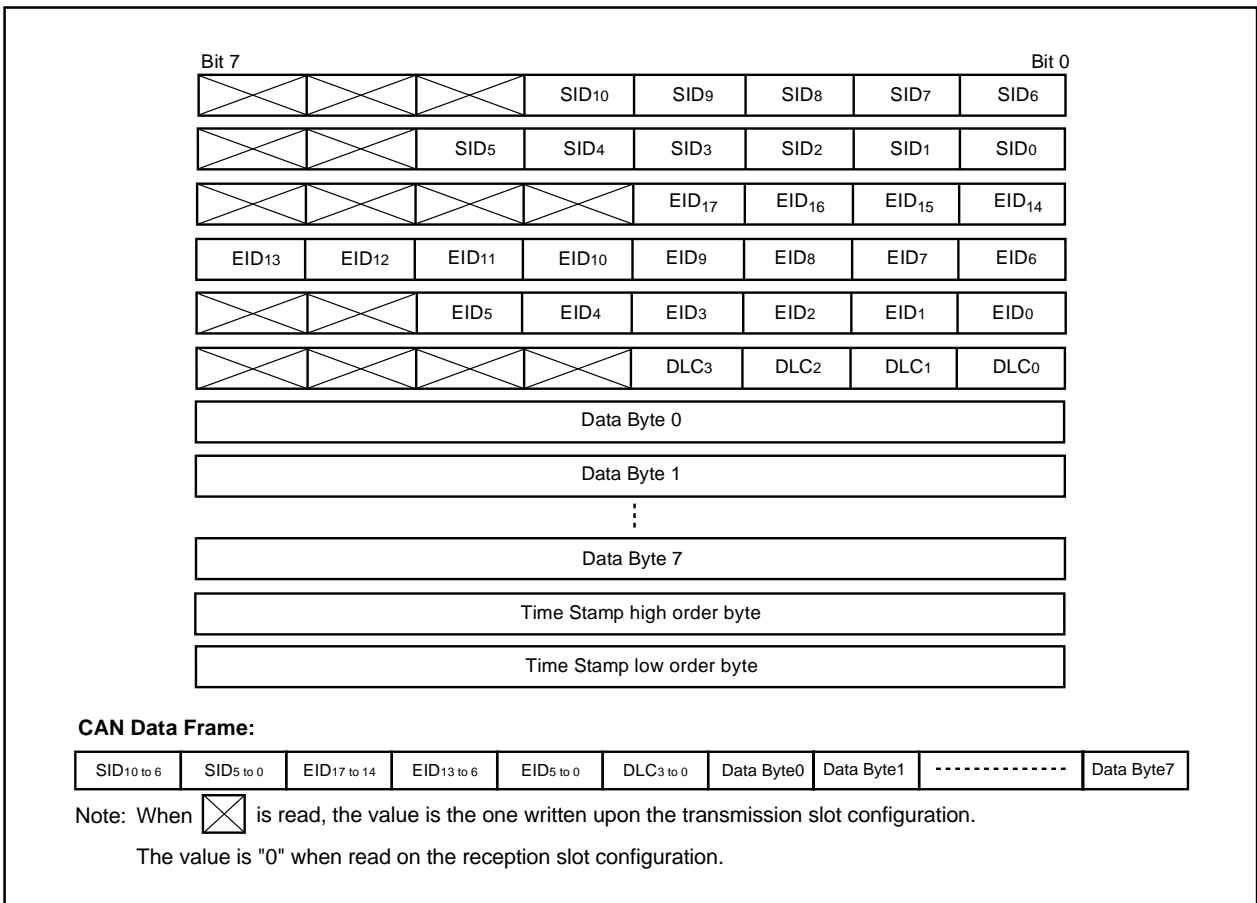 Bit 7 Bit 0
SID10 SID9 SID8 SID7 SID6
SID5 SID4 SID3 SID2 SID1 SID0
EID17 EID16 EID15 EID14
EID13 EID12 EID11 EID10 EID9 EID8 EID7 EID6
EID5 EID4 EID3 EID2 EID1 EID0
DLC3 DLC2 DLC1 DLC0
Data Byte 0
Data Byte 1
Data Byte 7
Time Stamp high order byte
Time Stamp low order byte
CAN Data Frame:
SID10 to 6 SID5 to 0 EID17 to 14 EID13 to 6 EID5 to 0 DLC3 to 0 Data Byte0 Data Byte1 Data Byte7
Note: When is read, the value is the one written upon the transmission slot configuration.
The value is "0" when read on the reception slot configuration.